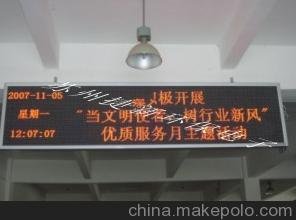 2007-11-05
星期一
12:07:07
极开展
"当文明使者 树行业新风"
优质服务月主题活动
china.makepolo.com